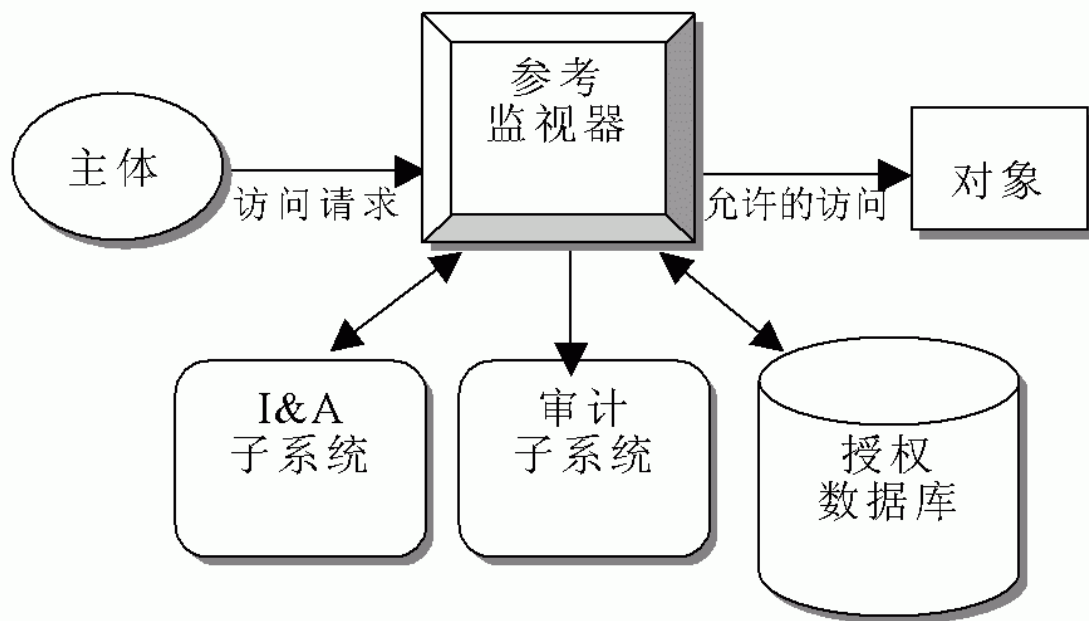 参考
监视器
主体
访问请求
允许的访问
对象
I&A
子系统
审计
子系统
授权
数据库